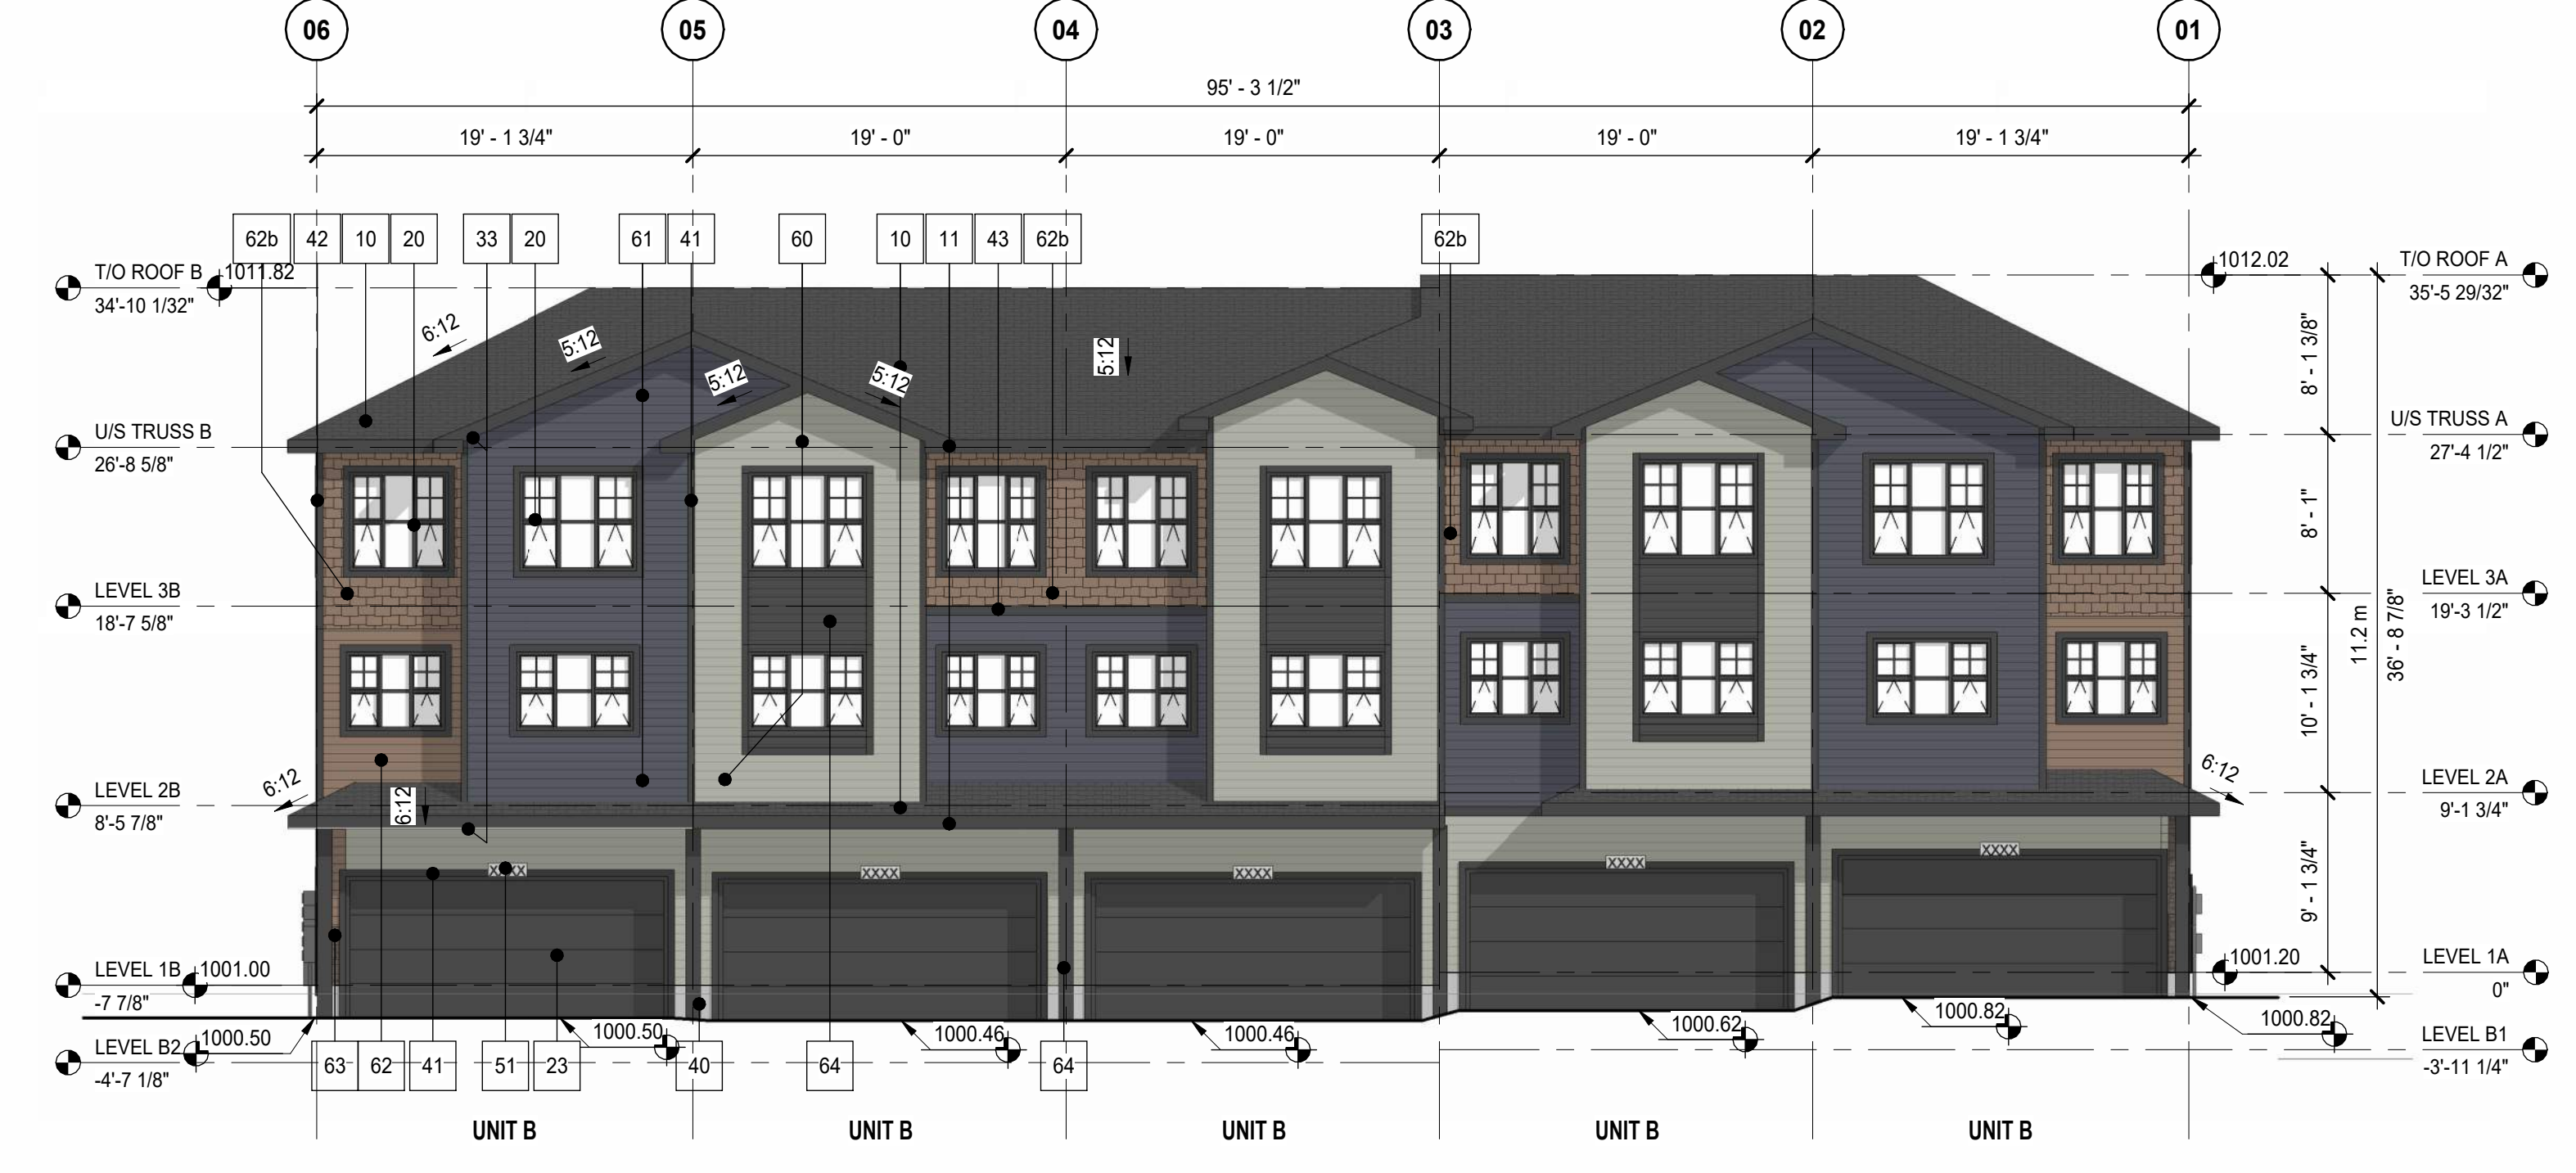 06 05 04 03 02 01
95' - 3 1/2"
19' - 1 3/4" 19' - 0" 19' - 0" 19' - 0" 19' - 1 3/4"
62b 42 10 20 33 20 61 41 60 10 11 43 62b 62b
T/O ROOF B 1011.82
34'-10 1/32"
1012.02 T/O ROOF A
35'-5 29/32"
6:12
5:12
5:12
5:12
5:12
8' - 1 3/8"
U/S TRUSS B
26'-8 5/8"
U/S TRUSS A
27'-4 1/2"
8' - 1"
LEVEL 3B
18'-7 5/8"
LEVEL 3A
19'-3 1/2"
11.2 m
36' - 8 7/8"
10' - 1 3/4"
6:12
LEVEL 2B
8'-5 7/8"
6:12
6:12
LEVEL 2A
9'-1 3/4"
XXXX XXXX XXXX XXXX XXXX
9' - 1 3/4"
LEVEL 1B 1001.00
-7 7/8"
1001.20 LEVEL 1A
0"
1000.50 1000.50 1000.46 1000.46 1000.62 1000.82 1000.82
LEVEL B2
-4'-7 1/8"
LEVEL B1
-3'-11 1/4"
63 62 41 51 23 40 64 64
UNIT B UNIT B UNIT B UNIT B UNIT B